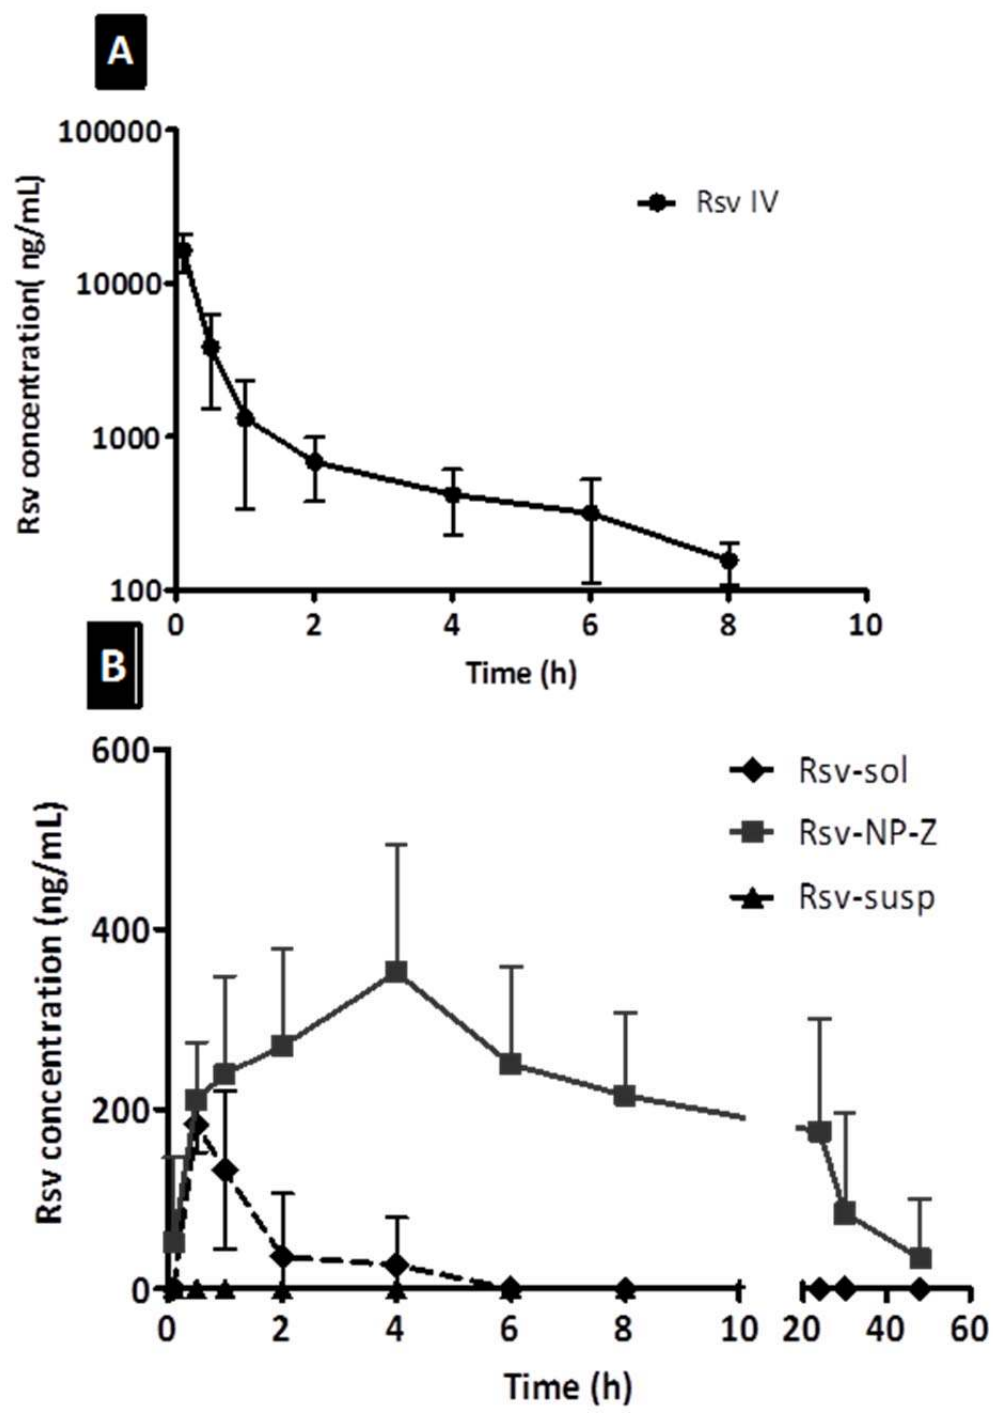 A
Rsv concentration( ng/mL)
100000
10000
1000
100
Rsv IV
0 2 4 6 8 10
Time (h)
B
Rsv concentration (ng/mL)
600
400
200
0
Rsv-sol
Rsv-NP-Z
Rsv-susp
0 2 4 6 8 10 20 40 60
Time (h)